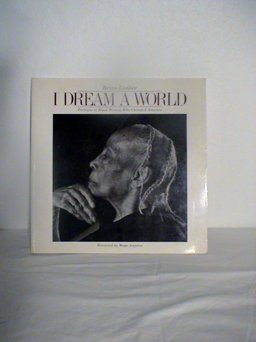 Brian Lanker
I DREAM A WORLD
Portraits of Black Women Who Changed America
Foreword by Maya Angelou